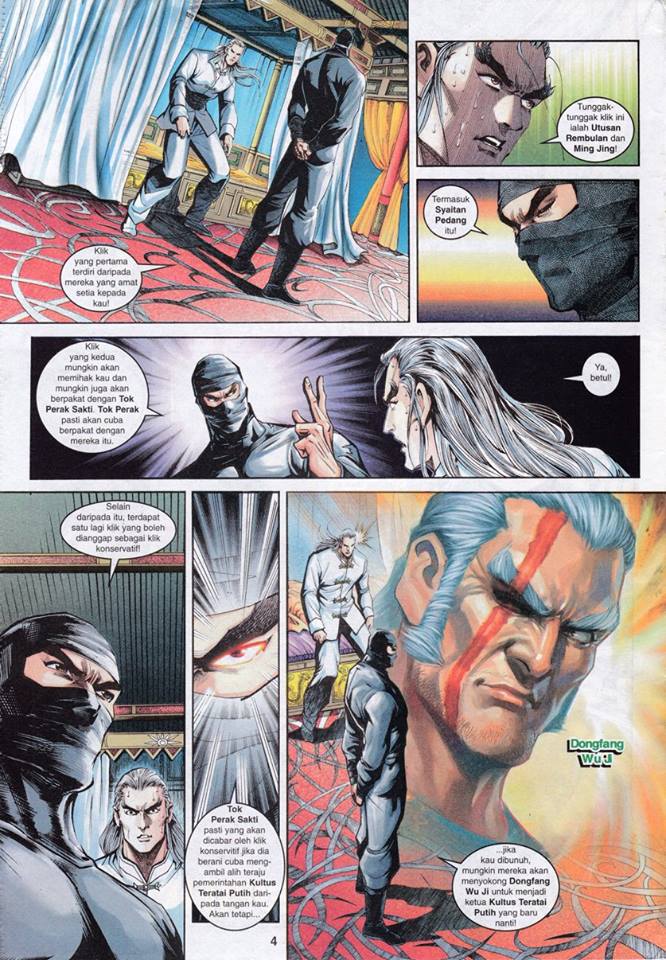 Klik
yang pertama
terdiri daripada
mereka yang amat
setia kepada
kau!
Tunggak-
tunggak klik ini
ialah Utusan
Rembulan dan
Ming Jing!
Termasuk
Syaitan
Pedang
itu!
Klik
yang kedua
mungkin akan
memihak kau dan
mungkin juga akan
berpakat dengan Tok
Perak Sakti. Tok Perak
pasti akan cuba
berpakat dengan
mereka itu.
Ya,
betul!
Selain
daripada itu, terdapat
satu lagi klik yang boleh
dianggap sebagai klik
konservatif!
Tok
Perak Sakti
pasti yang akan
dicabar oleh klik
konservitif jika dia
berani cuba meng-
ambil alih teraju
pemerintahan Kultus
Teratai Putih dari-
pada tangan kau.
Akan tetapi...
Dongfang
Wu Ji
...jika
kau dibunuh,
mungkin mereka akan
menyokong Dongfang
Wu Ji untuk menjadi
ketua Kultus Teratai
Putih yang baru
nanti!
4